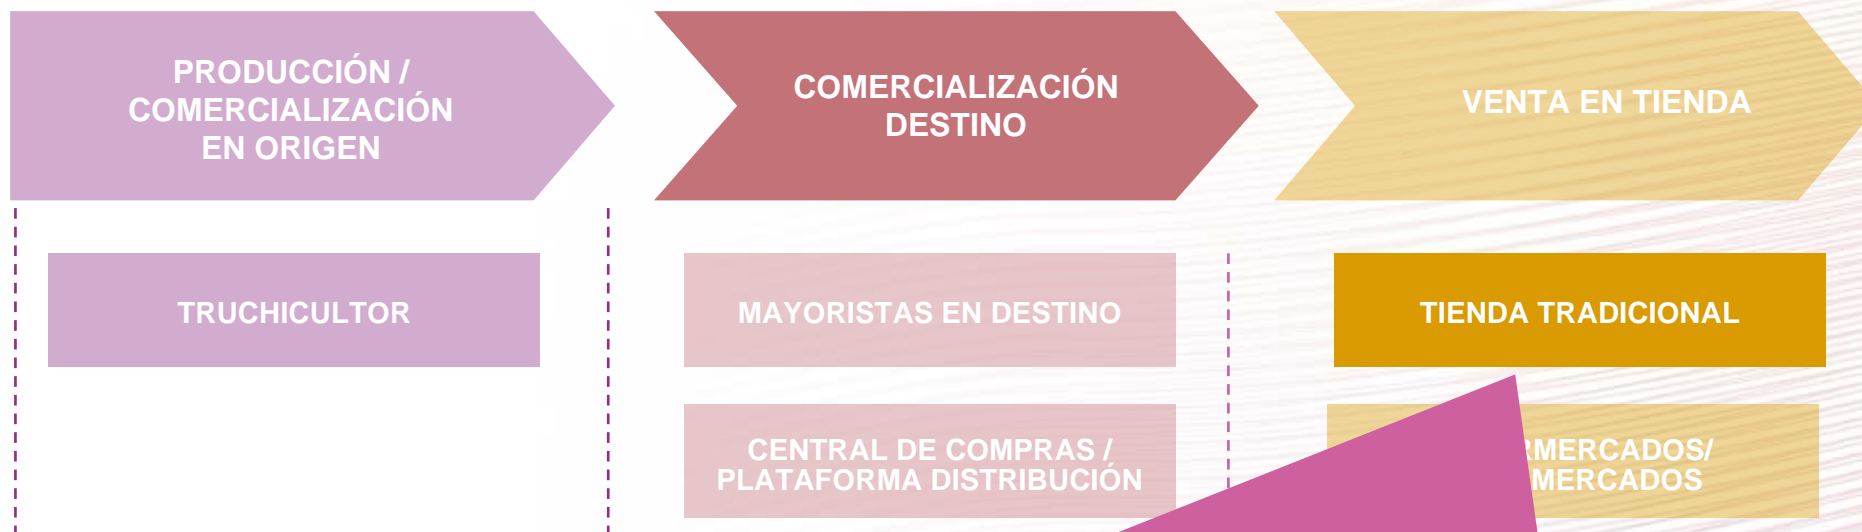 PRODUCCIÓN /
COMERCIALIZACIÓN
EN ORIGEN
COMERCIALIZACIÓN
DESTINO
VENTA EN TIENDA
TRUCHICULTOR
MAYORISTAS EN DESTINO
TIENDA TRADICIONAL
CENTRAL DE COMPRAS /
PLATAFORMA DISTRIBUCIÓN